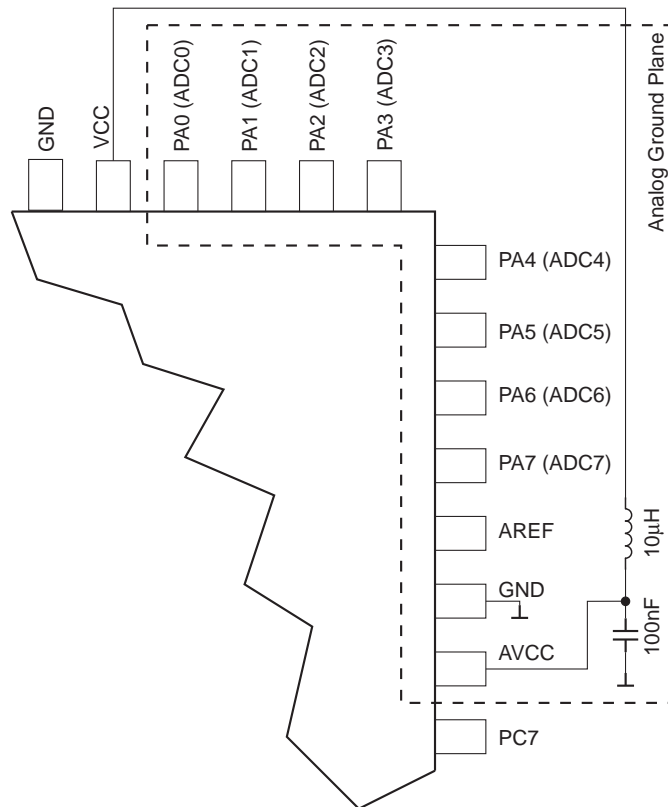 GND
VCC
PA0 (ADC0)
PA1 (ADC1)
PA2 (ADC2)
PA3 (ADC3)
Analog Ground Plane
PA4 (ADC4)
PA5 (ADC5)
PA6 (ADC6)
PA7 (ADC7)
AREF
10μH
GND
100nF
AVCC
PC7